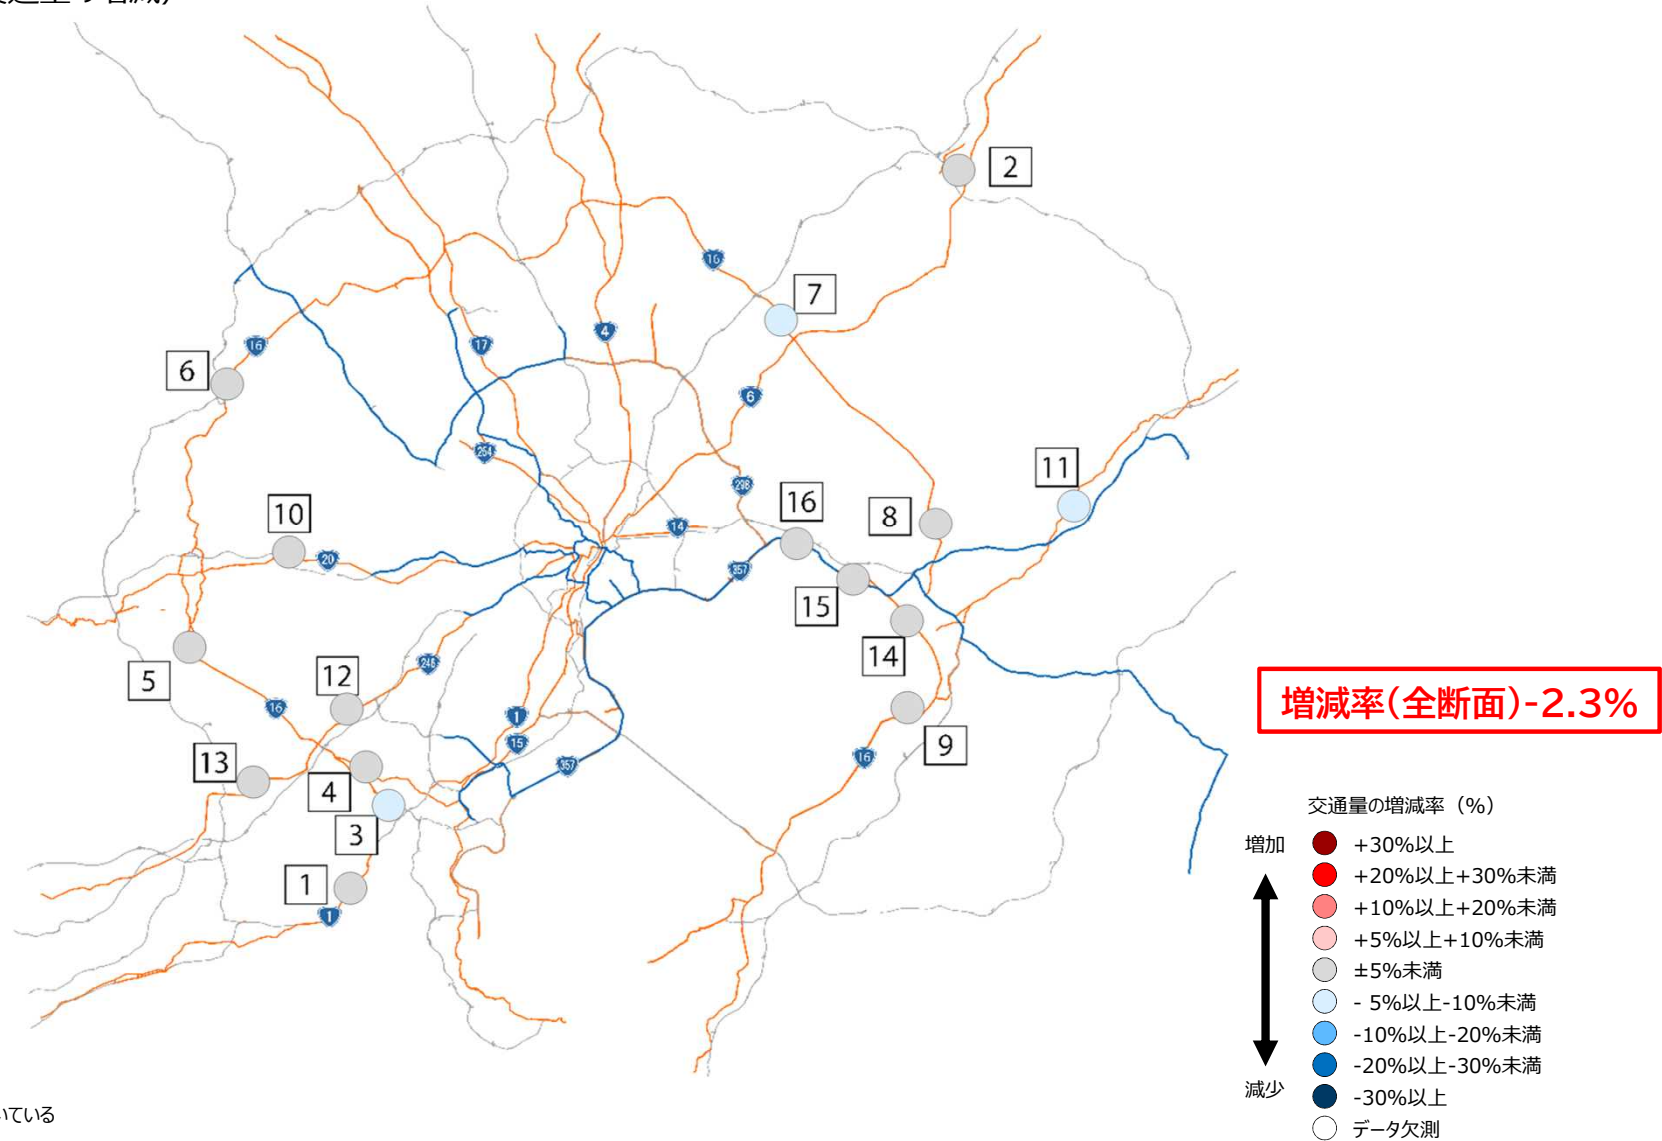 2
16
7
4
16
17
6
6
254
11
298
16
8
10
14
20
357
15
14
5
12
246
16
1
15
9
13
357
16
4
3
1
1
増減率(全断面)-2.3%
交通量の増減率(%)
増加
+30%以上
+20%以上+30%未満
+10%以上+20%未満
+5%以上+10%未満
±5%未満
- 5%以上-10%未満
-10%以上-20%未満
-20%以上-30%未満
減少
-30%以上
データ欠測
いている